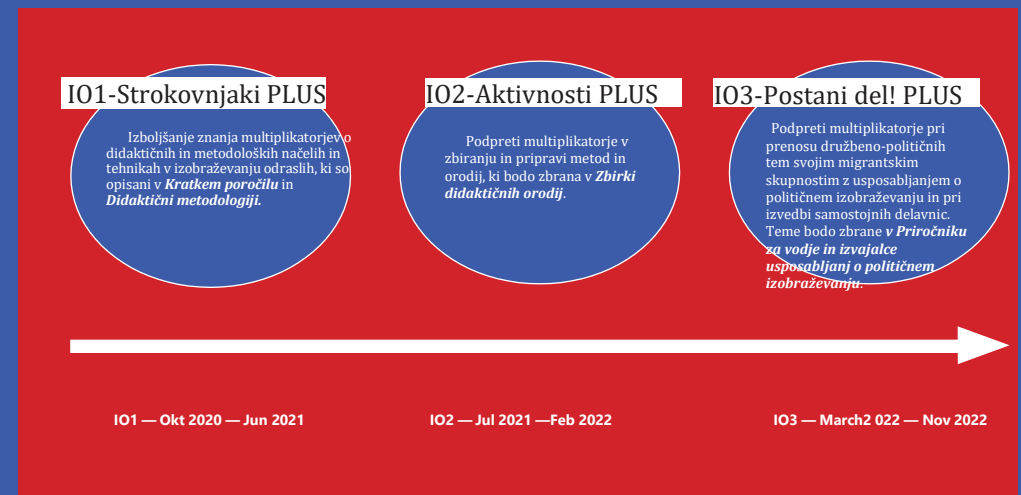 IO1-Strokovnjaki PLUS
Izboljšanje znanja multiplikatorjev o
didaktičnih in metodoloških načelih in
tehnikah v izobraževanju odraslih, ki so
opisani v Kratkem poročilu in
Didaktični metodologiji.
IO2-Aktivnosti PLUS
Podpreti multiplikatorje v
zbiranju in pripravi metod in
orodij, ki bodo zbrana v Zbirki
didaktičnih orodij.
IO3-Postani del! PLUS
Podpreti multiplikatorje pri
prenosu družbeno-političnih
tem svojim migrantskim
skupnostim z usposabljanjem o
političnem izobraževanju in pri
izvedbi samostojnih delavnic.
Teme bodo zbrane v Priročniku
za vodje in izvajalce
usposabljanj o političnem
izobraževanju.
IO1 — Okt 2020 — Jun 2021
IO2 — Jul 2021 —Feb 2022
IO3 — March2 022 — Nov 2022